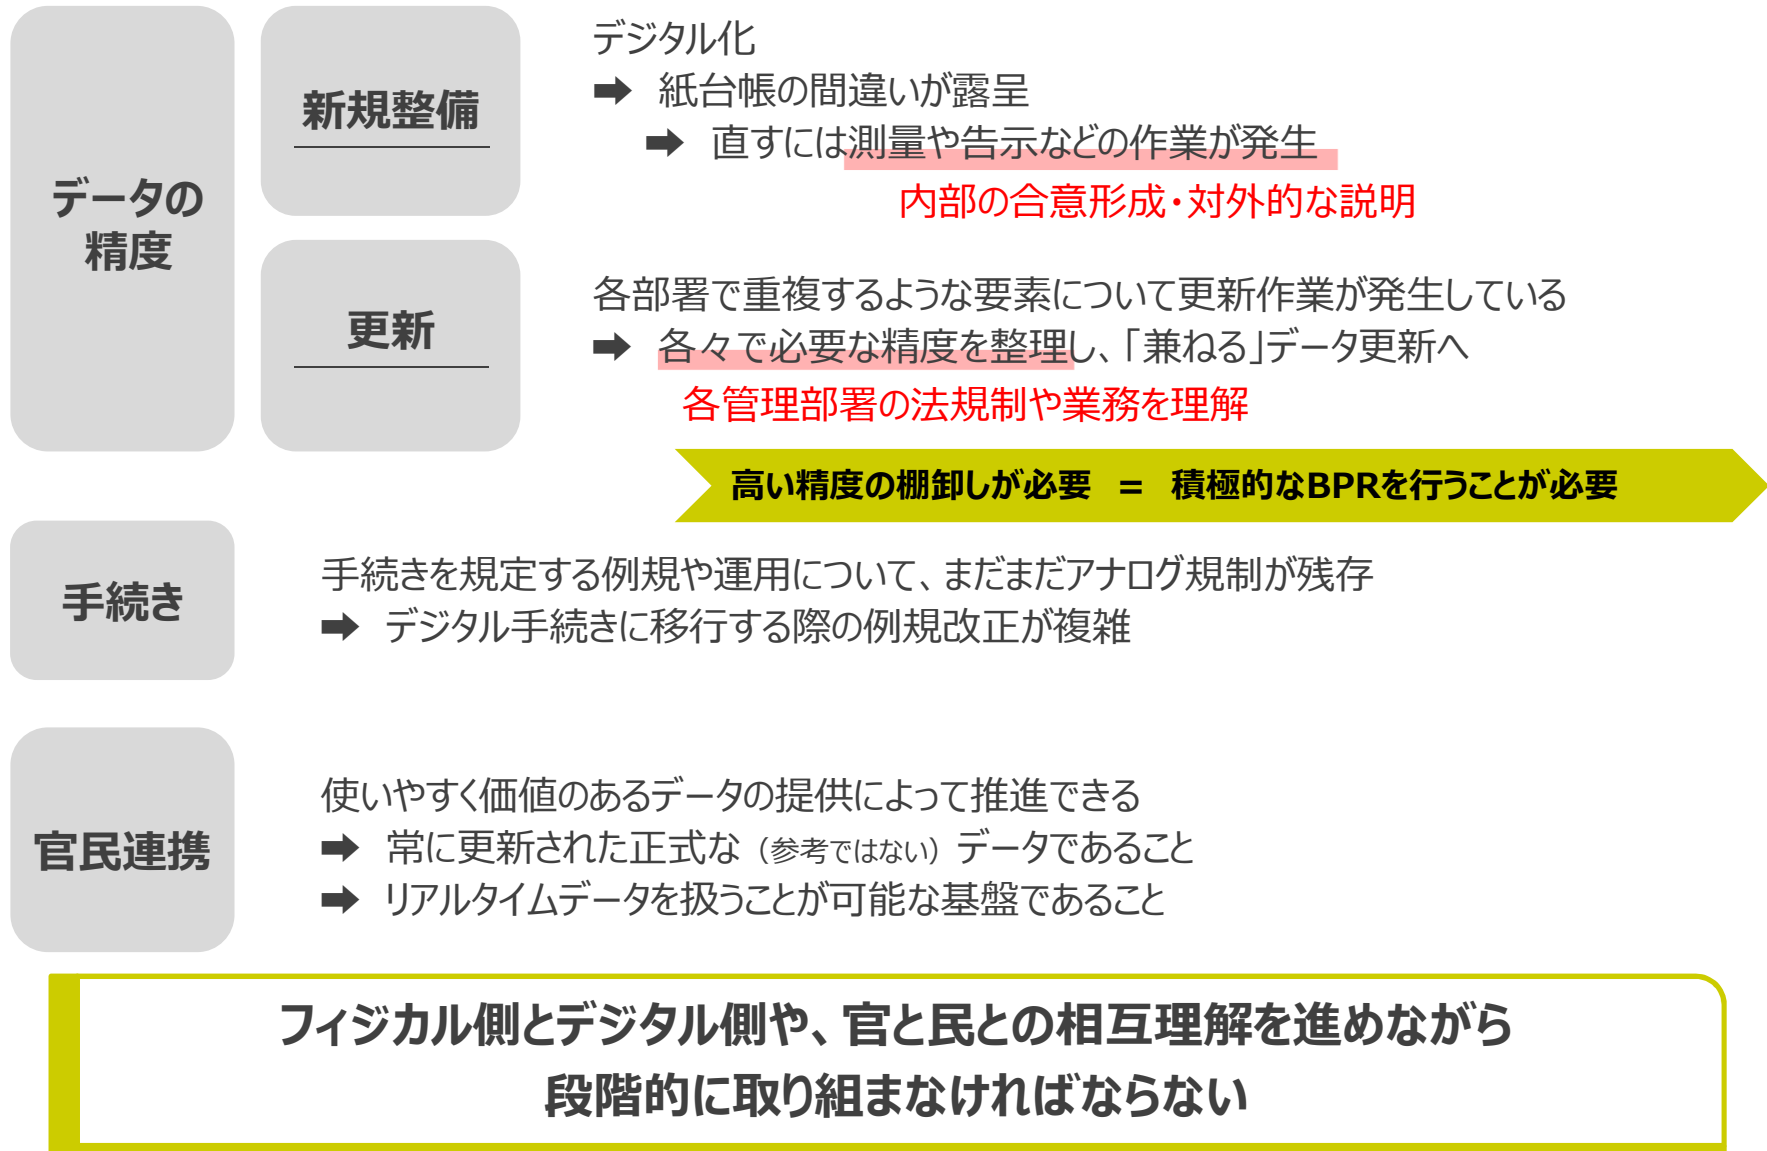 データの
精度
新規整備
デジタル化
➡ 紙台帳の間違いが露呈
➡ 直すには測量や告示などの作業が発生
内部の合意形成・対外的な説明
更新
各部署で重複するような要素について更新作業が発生している
➡ 各々で必要な精度を整理し、「兼ねる」データ更新へ
各管理部署の法規制や業務を理解
高い精度の棚卸しが必要 = 積極的なBPRを行うことが必要
手続き
手続きを規定する例規や運用について、まだまだアナログ規制が残存
➡ デジタル手続きに移行する際の例規改正が複雑
官民連携
使いやすく価値のあるデータの提供によって推進できる
➡ 常に更新された正式な（参考ではない）データであること
➡ リアルタイムデータを扱うことが可能な基盤であること
フィジカル側とデジタル側や、官と民との相互理解を進めながら
段階的に取り組まなければならない